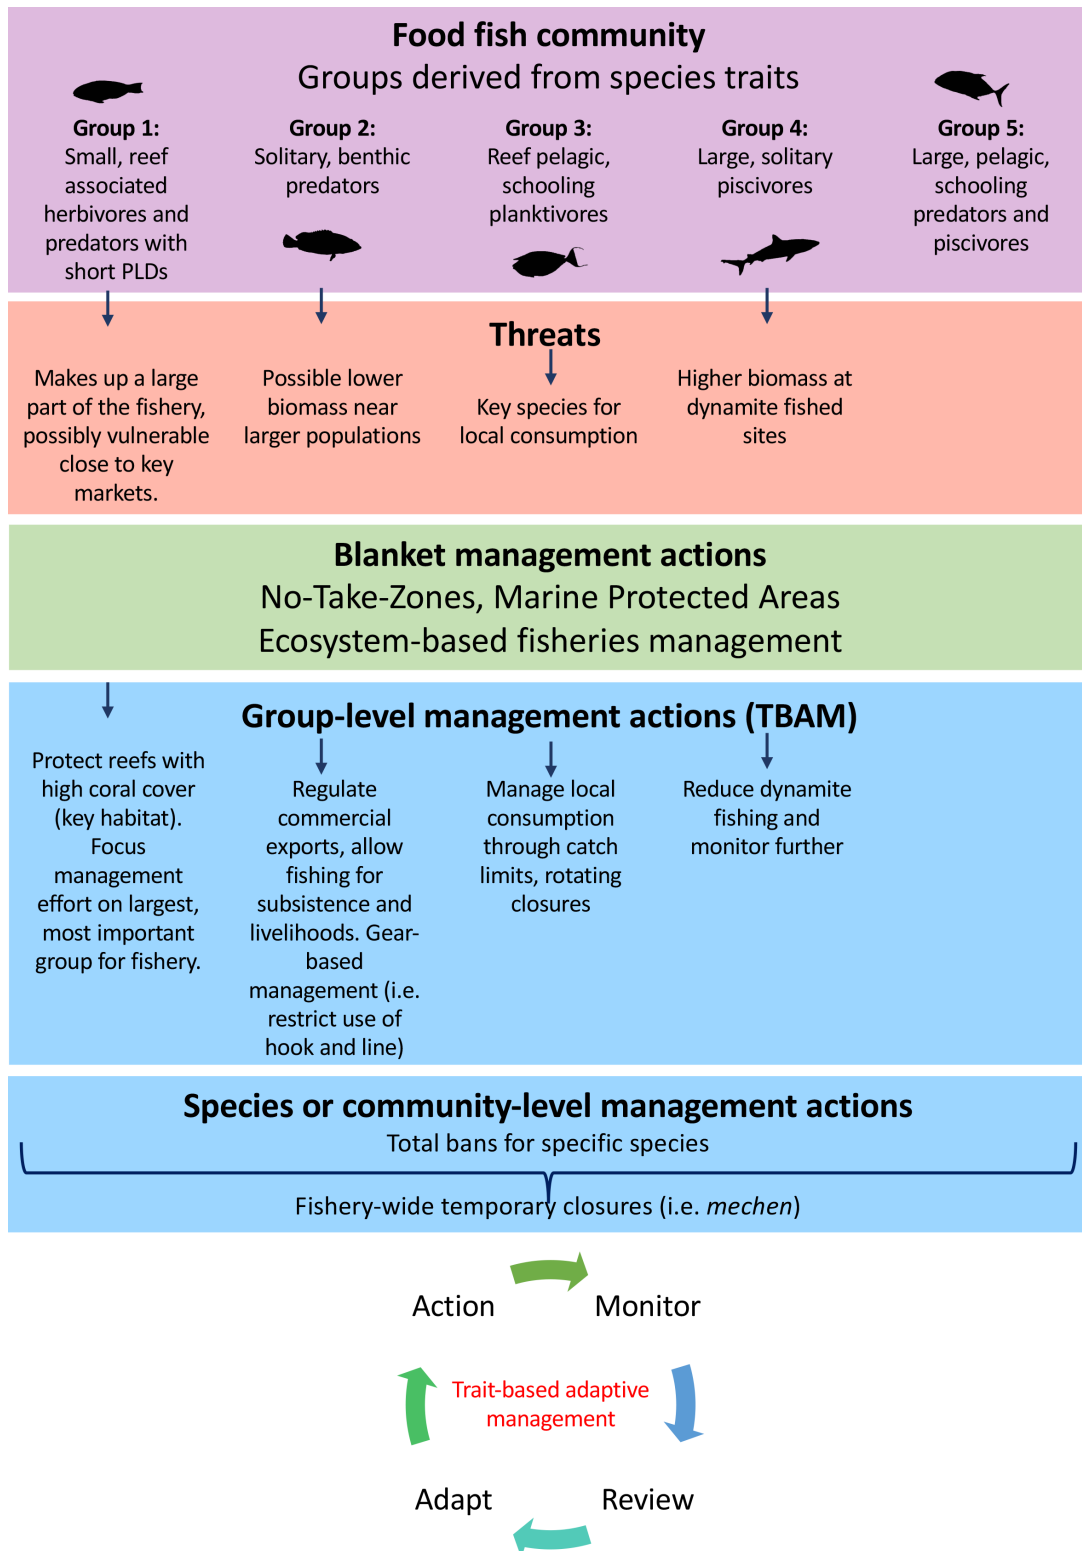 Food fish community
Groups derived from species traits
Group 1:
Small, reef
associated
herbivores and
predators with
short PLDs
Group 2:
Solitary, benthic
predators
Group 3:
Reef pelagic,
schooling
planktivores
Group 4:
Large, solitary
piscivores
Group 5:
Large, pelagic,
schooling
predators and
piscivores
Threats
Makes up a large
part of the fishery,
possibly vulnerable
close to key
markets.
Possible lower
biomass near
larger populations
Key species for
local consumption
Higher biomass at
dynamite fished
sites
Blanket management actions
No-Take-Zones, Marine Protected Areas
Ecosystem-based fisheries management
Group-level management actions (TBAM)
Protect reefs with
high coral cover
(key habitat).
Focus
management
effort on largest,
most important
group for fishery.
Regulate
commercial
exports, allow
fishing for
subsistence and
livelihoods. Gear-
based
management (i.e.
restrict use of
hook and line)
Manage local
consumption
through catch
limits, rotating
closures
Reduce dynamite
fishing and
monitor further
Species or community-level management actions
Total bans for specific species
Fishery-wide temporary closures (i.e. mechen)
Action
Monitor
Trait-based adaptive
management
Adapt
Review